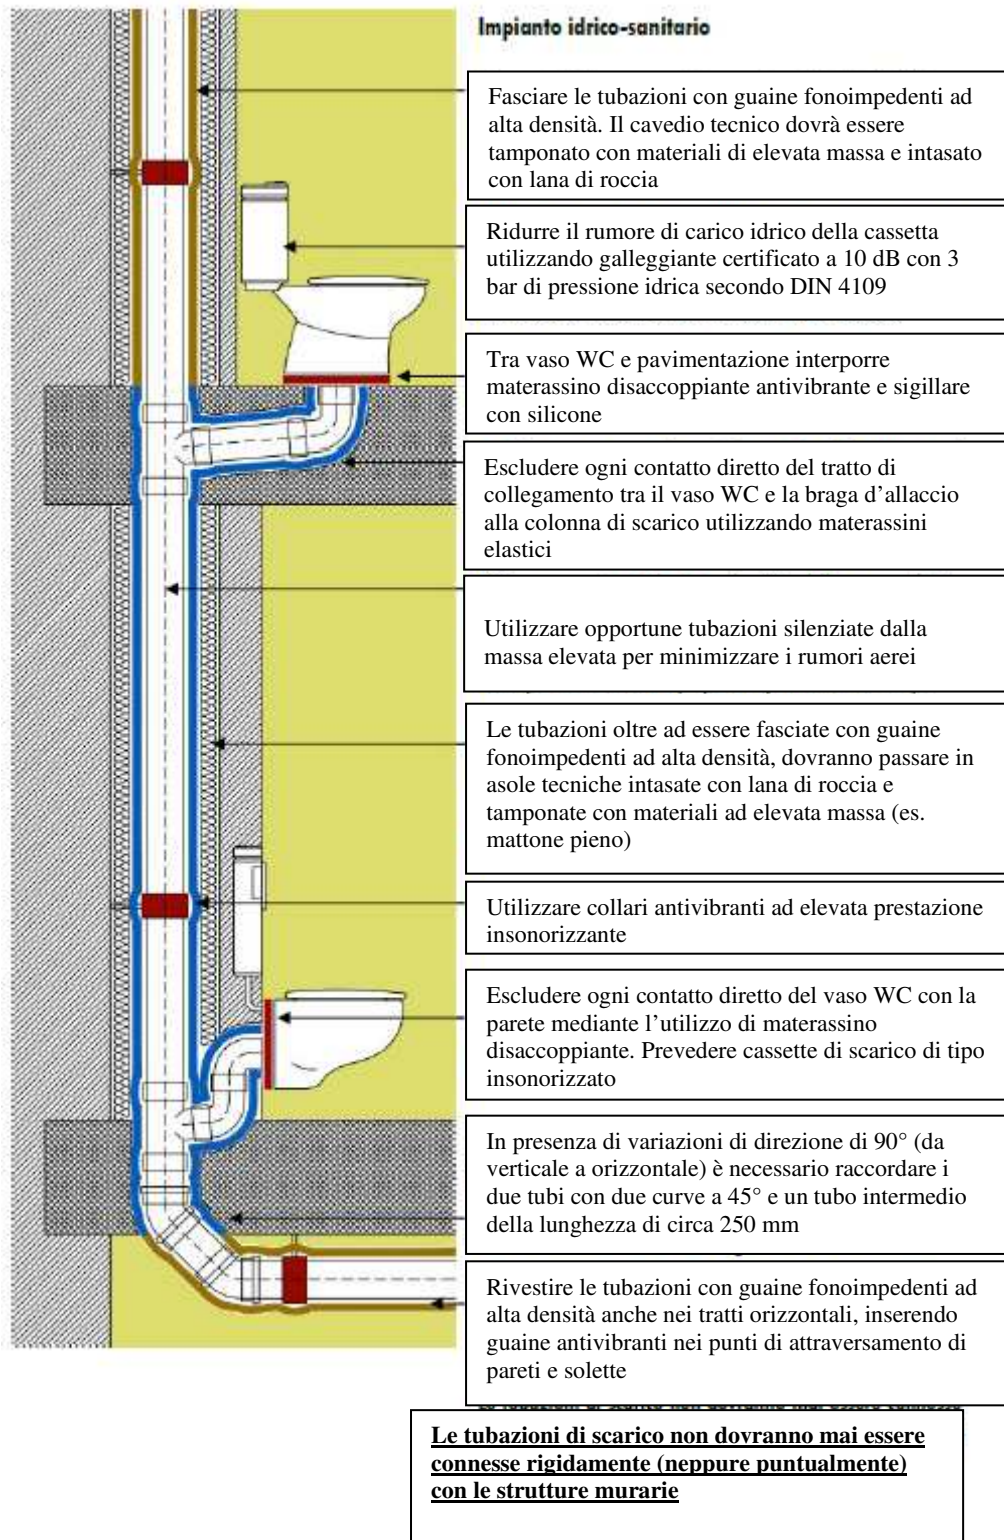 Impianto idrico-sanitario
Fasciare le tubazioni con guaine fonoimpedenti ad
alta densità. Il cavedio tecnico dovrà essere
tamponato con materiali di elevata massa e intasato
con lana di roccia
Ridurre il rumore di carico idrico della cassetta
utilizzando galleggiante certificato a 10 dB con 3
bar di pressione idrica secondo DIN 4109
Tra vaso WC e pavimentazione interporre
materassino disaccoppiante antivibrante e sigillare
con silicone
Escludere ogni contatto diretto del tratto di
collegamento tra il vaso WC e la braga d'allaccio
alla colonna di scarico utilizzando materassini
elastici
Utilizzare opportune tubazioni silenziate dalla
massa elevata per minimizzare i rumori aerei
Le tubazioni oltre ad essere fasciate con guaine
fonoimpedenti ad alta densità, dovranno passare in
asole tecniche intasate con lana di roccia e
tamponate con materiali ad elevata massa (es.
mattone pieno)
Utilizzare collari antivibranti ad elevata prestazione
insonorizzante
Escludere ogni contatto diretto del vaso WC con la
parete mediante l'utilizzo di materassino
disaccoppiante. Prevedere cassette di scarico di tipo
insonorizzato
In presenza di variazioni di direzione di 90° (da
verticale a orizzontale) è necessario raccordare i
due tubi con due curve a 45° e un tubo intermedio
della lunghezza di circa 250 mm
Rivestire le tubazioni con guaine fonoimpedenti ad
alta densità anche nei tratti orizzontali, inserendo
guaine antivibranti nei punti di attraversamento di
pareti e solette
Le tubazioni di scarico non dovranno mai essere
connesse rigidamente (neppure puntualmente)
con le strutture murarie